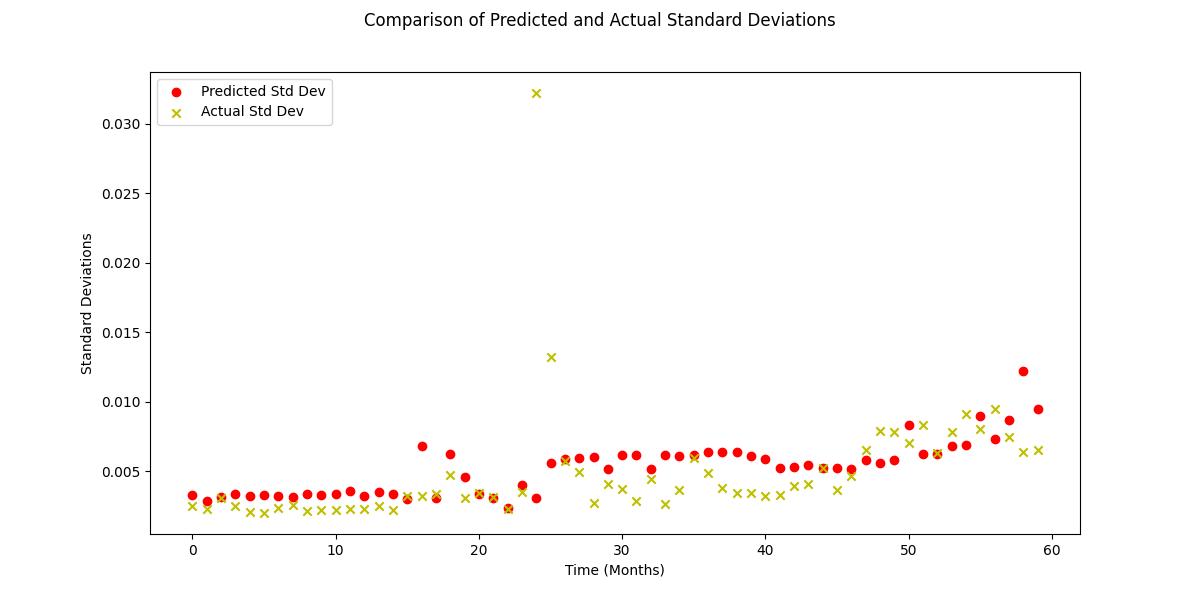 Comparison of Predicted and Actual Standard Deviations
Predicted Std Dev
Actual Std Dev
0.030
0.025
0.020
0.015
0.010
0.005
Standard Deviations
0 10 20 30 40 50 60
Time (Months)